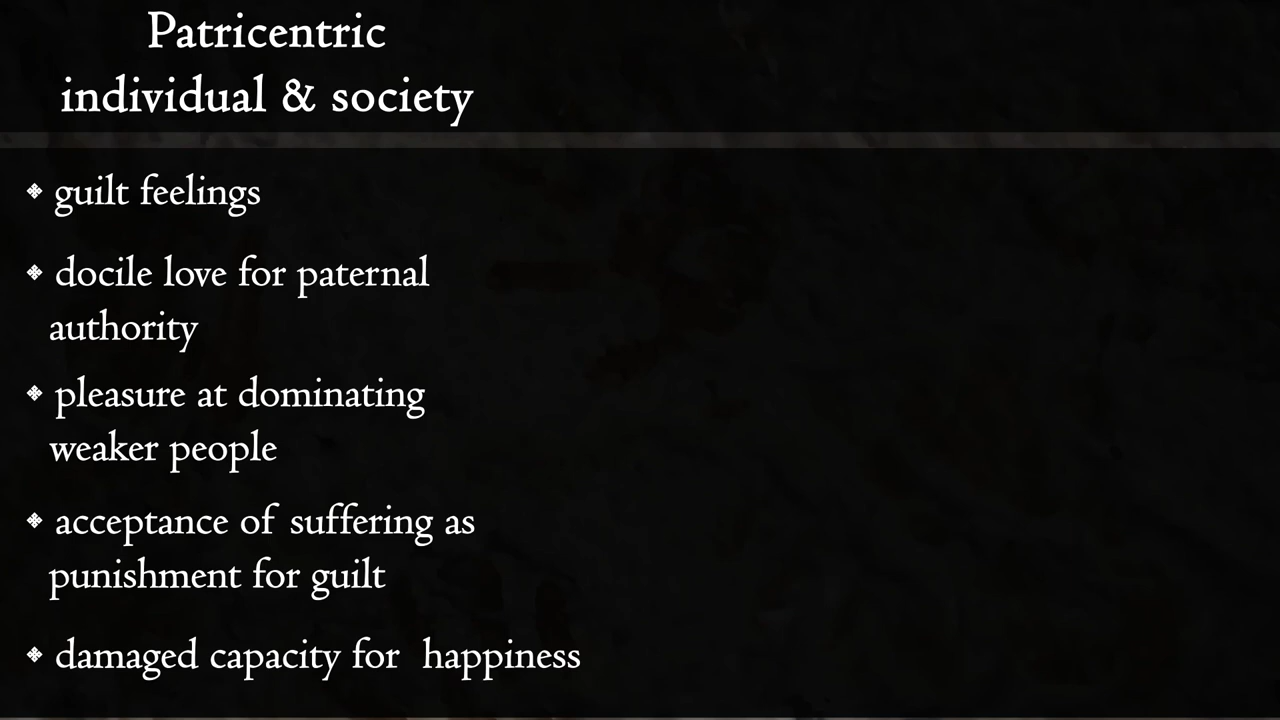 Patricentric
individual & society
❖ guilt feelings
❖ docile love for paternal
authority
❖ pleasure at dominating
weaker people
❖ acceptance of suffering as
punishment for guilt
❖ damaged capacity for happiness